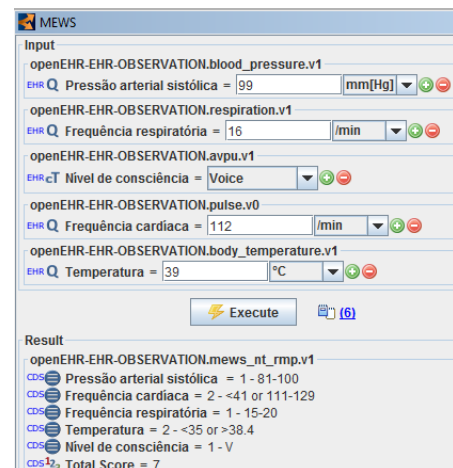 MEWS
Input
openEHR-EHR-OBSERVATION.blood_pressure.v1
EHR Q Pressão arterial sistólica = 99 mm[Hg]
openEHR-EHR-OBSERVATION.respiration.v1
EHR Q Frequência respiratória = 16 /min
openEHR-EHR-OBSERVATION.avpu.v1
EHR cT Nivel de consciência = Voice
openEHR-EHR-OBSERVATION.pulse.v0
EHR Q Frequência cardíaca = 112 /min
openEHR-EHR-OBSERVATION.body_temperature.v1
EHR Q Temperatura = 39 °C
Execute (6)
Result
openEHR-EHR-OBSERVATION.mews_nt_rmp.v1
CDS Pressão arterial sistólica = 1 - 81-100
CDS Frequência cardíaca = 2 - <41 or 111-129
CDS Frequência respiratória = 1 - 15-20
CDS Temperatura = 2 - <35 or >38.4
CDS Nivel de consciência = 1 - V
CDS 123 Total Score = 7